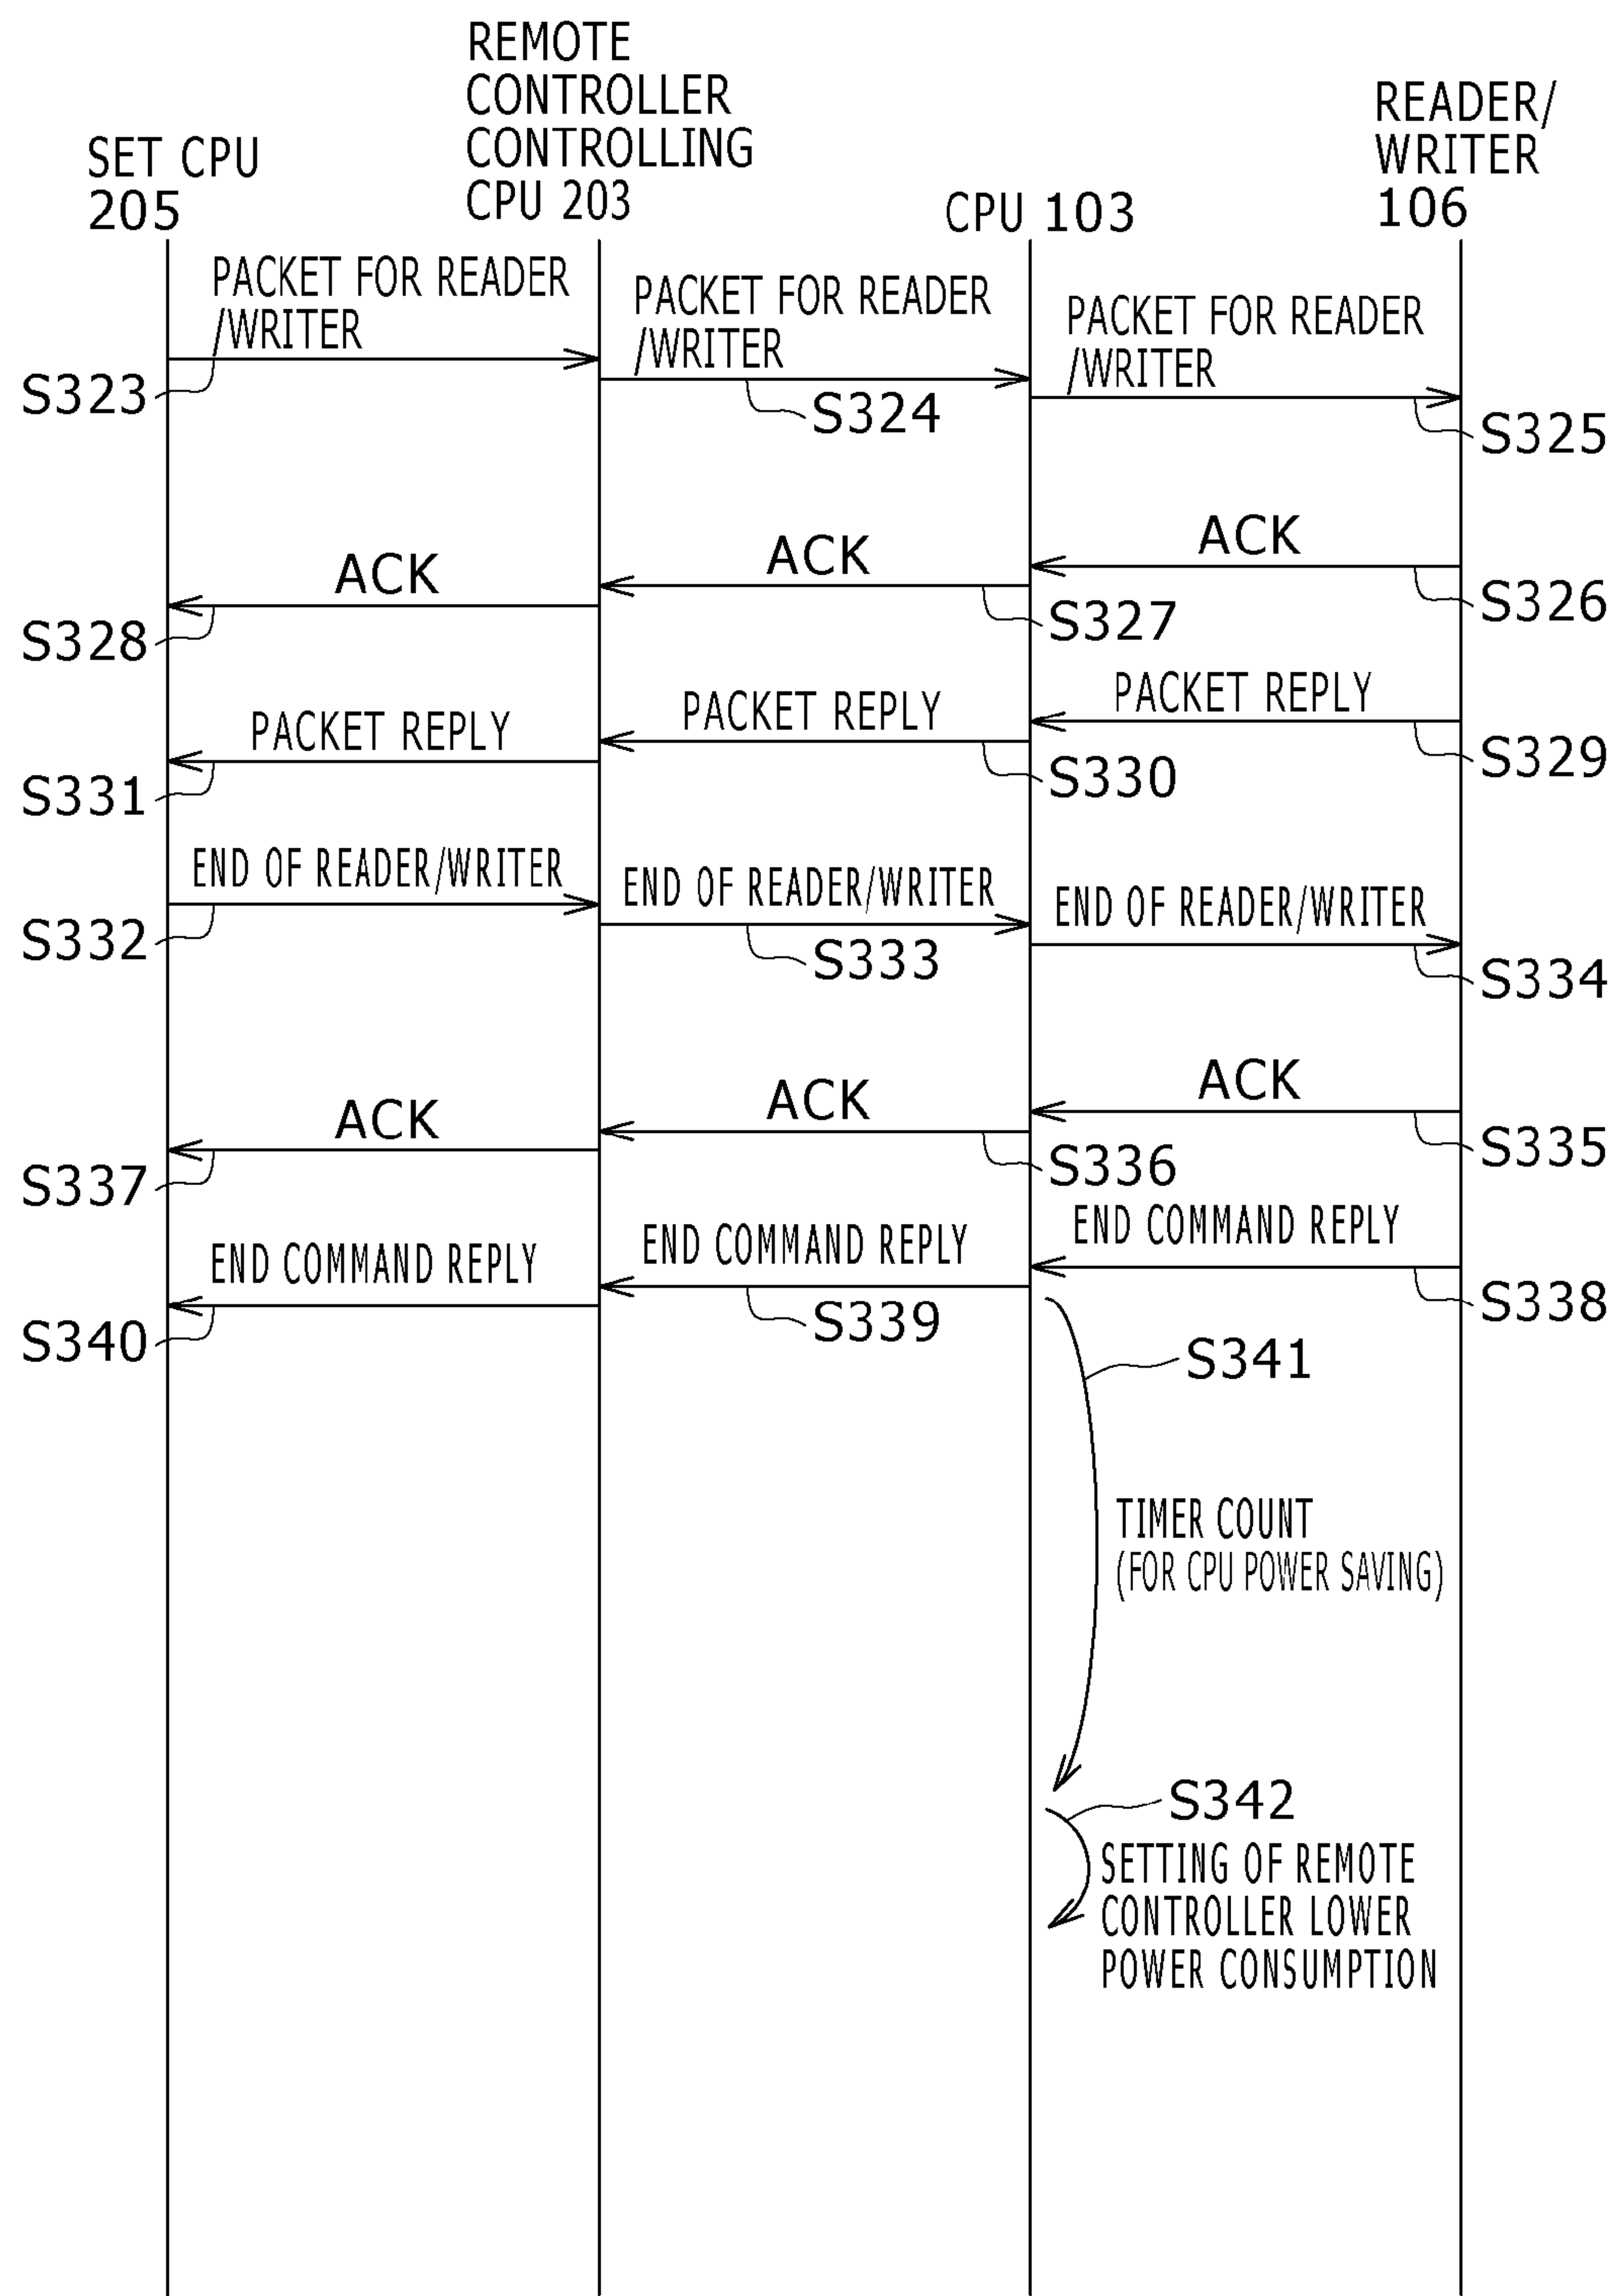 REMOTE
CONTROLLER
CONTROLLING
CPU 203
SET CPU
205
CPU 103
READER/
WRITER
106
PACKET FOR READER
/WRITER
S323
PACKET FOR READER
/WRITER
S324
PACKET FOR READER
/WRITER
S325
ACK
S326
ACK
S327
ACK
S328
PACKET REPLY
S329
PACKET REPLY
S330
PACKET REPLY
S331
END OF READER/WRITER
S332
END OF READER/WRITER
S333
END OF READER/WRITER
S334
ACK
S335
ACK
S336
ACK
S337
END COMMAND REPLY
S338
END COMMAND REPLY
S339
END COMMAND REPLY
S340
S341
TIMER COUNT
(FOR CPU POWER SAVING)
S342
SETTING OF REMOTE
CONTROLLER LOWER
POWER CONSUMPTION